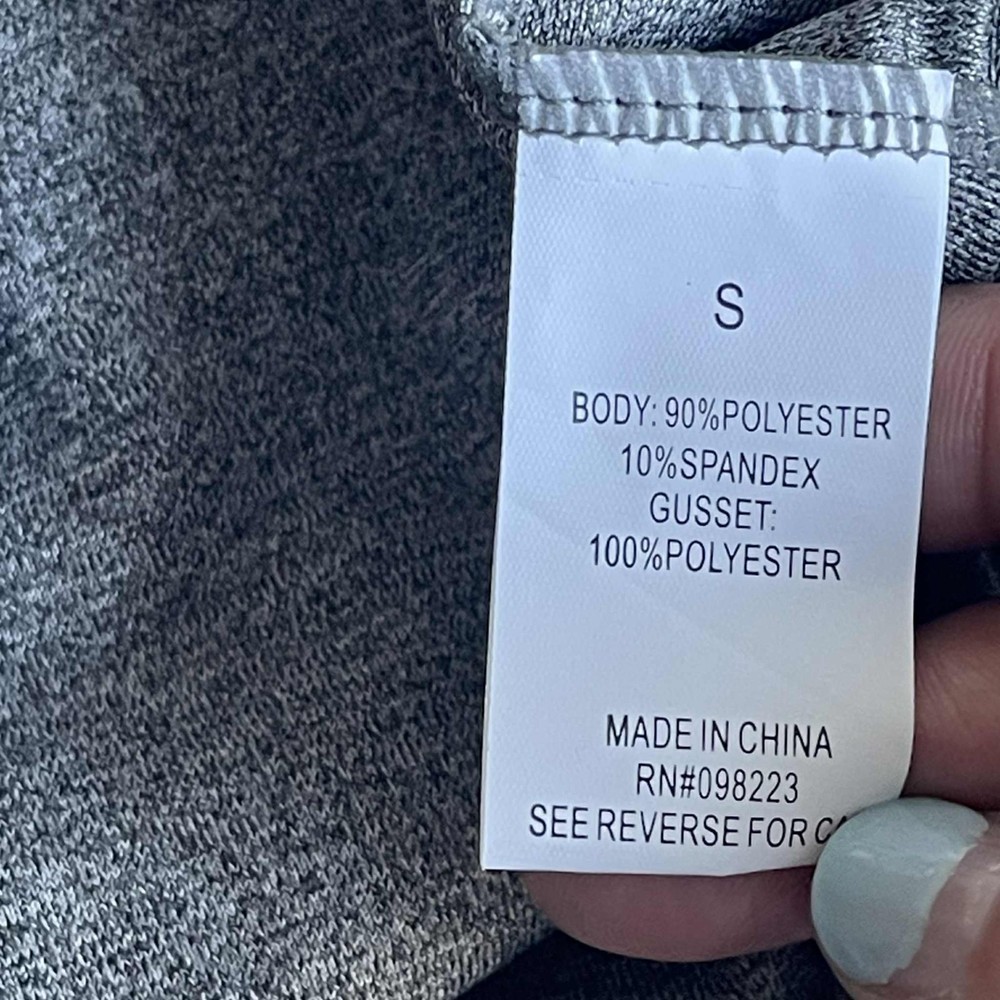 S
BODY: 90%POLYESTER
10%SPANDEX
GUSSET:
100%POLYESTER
MADE IN CHINA
RN#098223
SEE REVERSE FOR